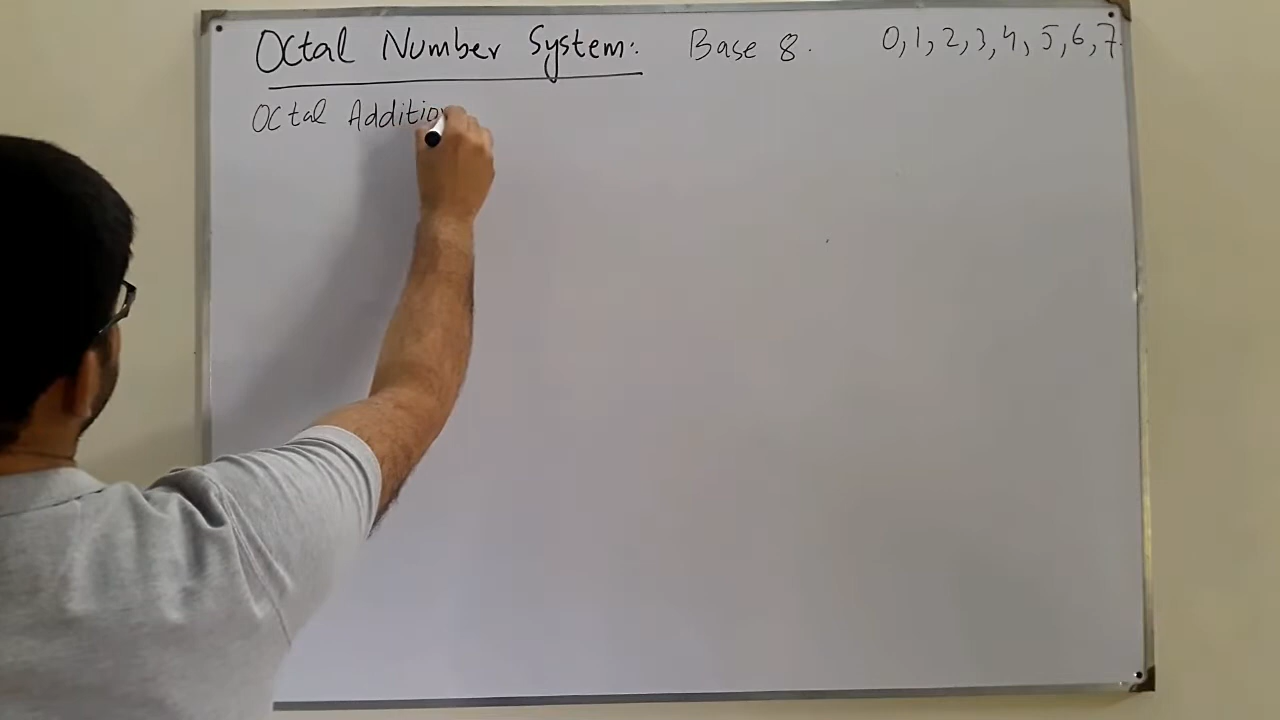 Octal Number System:. Base 8. 0,1,2,3,4,5,6,7.
Octal Additio